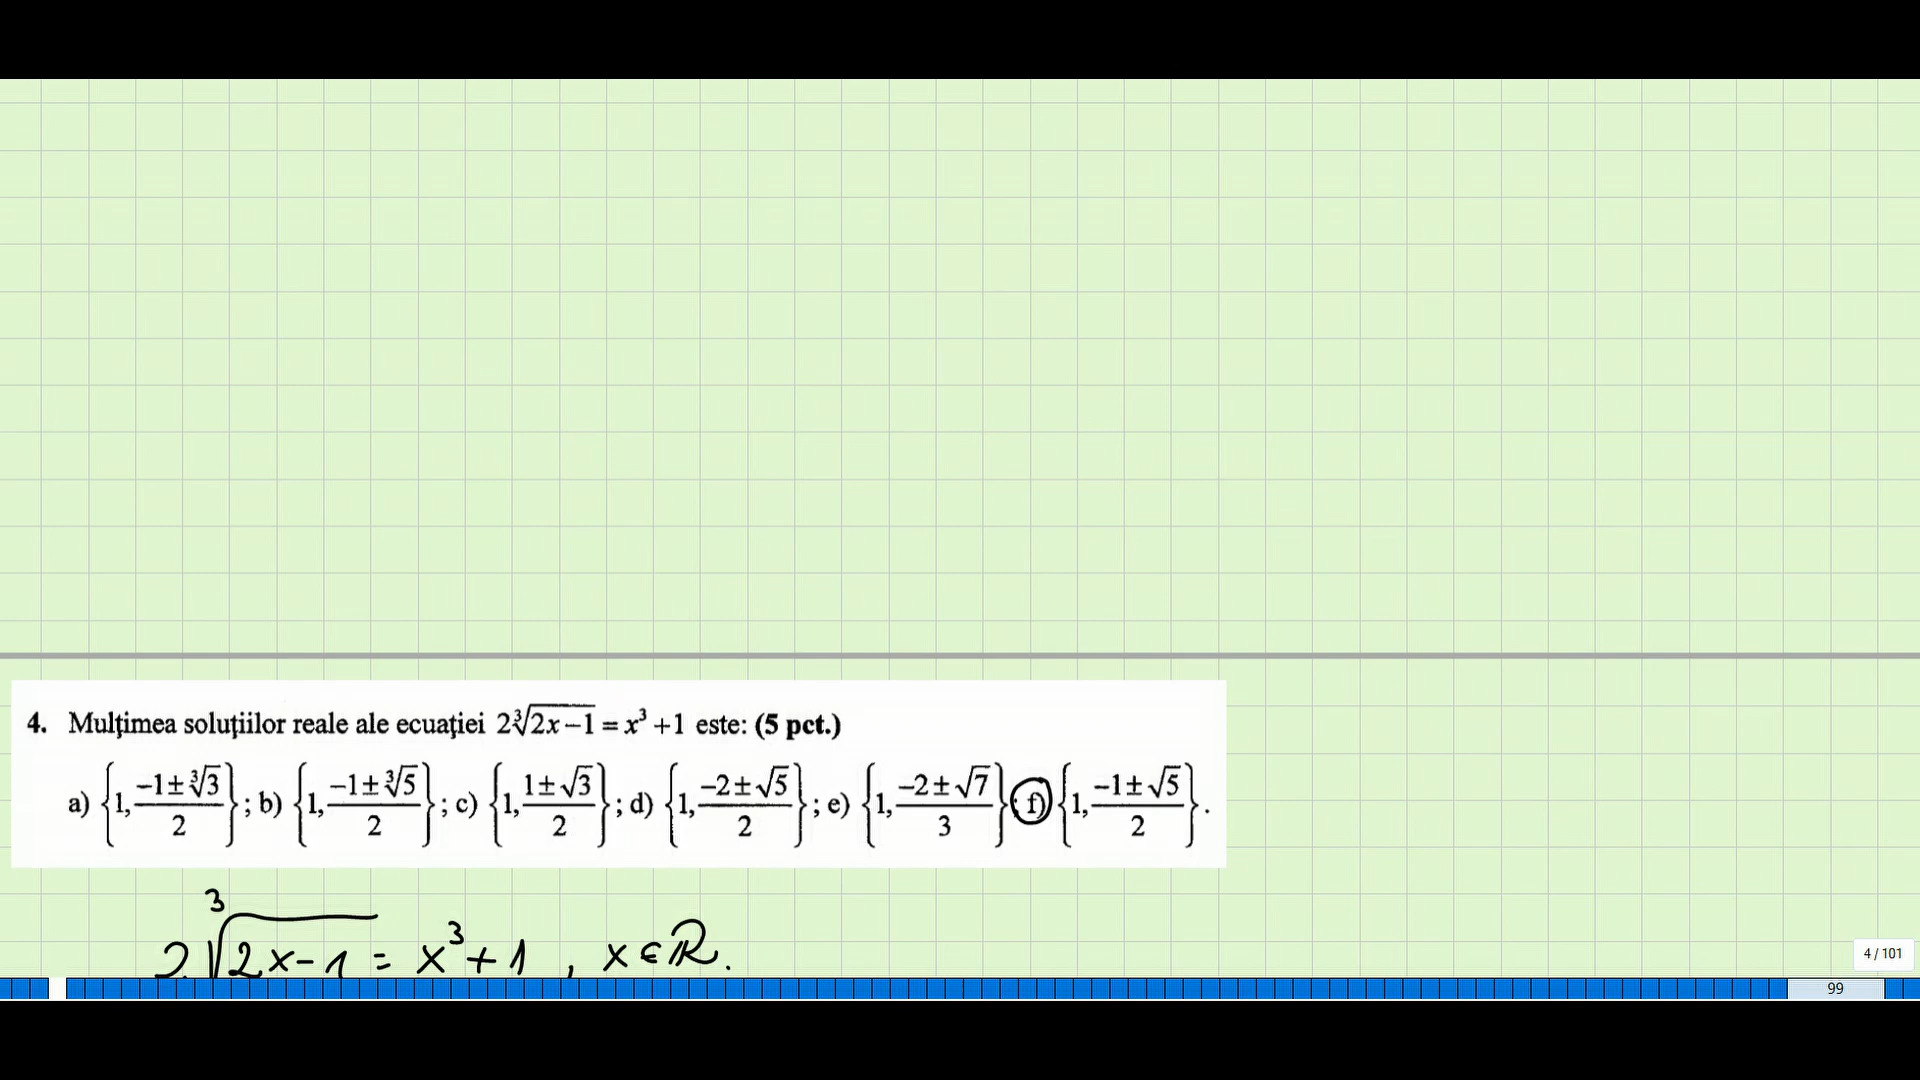 4. Mulţimea soluţiilor reale ale ecuaţiei 2∛(2x−1) = x³ +1 este: (5 pct.)
a) {1, (−1±∛3)/2}; b) {1, (−1±∛5)/2}; c) {1, (1±√3)/2}; d) {1, (−2±√5)/2}; e) {1, (−2±√7)/3}; f) {1, (−1±√5)/2}.
2∛(2x−1) = x³+1 , x∈ℝ.
4 / 101
99